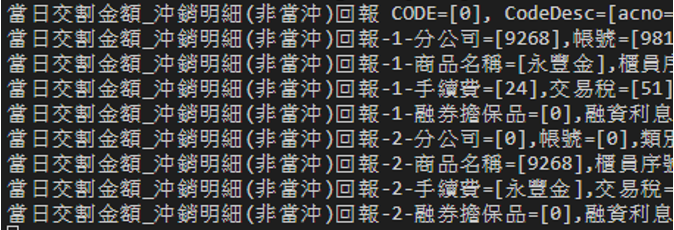 當日交割金額_沖銷明細(非當沖)回報 CODE=[0], CodeDesc=[acno=
當日交割金額_沖銷明細(非當沖)回報-1-分公司=[9268],帳號=[981
當日交割金額_沖銷明細(非當沖)回報-1-商品名稱=[永豐金],櫃員序
當日交割金額_沖銷明細(非當沖)回報-1-手續費=[24],交易稅=[51]
當日交割金額_沖銷明細(非當沖)回報-1-融券擔保品=[0],融資利息
當日交割金額_沖銷明細(非當沖)回報-2-分公司=[0],帳號=[0],類別
當日交割金額_沖銷明細(非當沖)回報-2-商品名稱=[9268],櫃員序號
當日交割金額_沖銷明細(非當沖)回報-2-手續費=[永豐金],交易稅=
當日交割金額_沖銷明細(非當沖)回報-2-融券擔保品=[0],融資利息